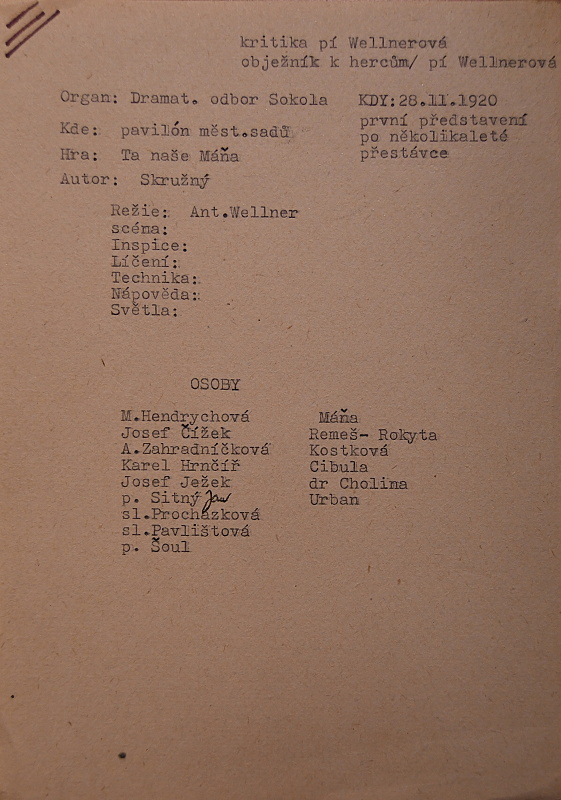 kritika pí Wellnerová
obježník k hercům/ pí Wellnerová
Organ: Dramat. odbor Sokola KDY:28.11.1920
první představení
Kde: pavilón měst.sadů
po několikaleté
Hra: Ta naše Máňa
přestávce
Autor: Skružný
Režie: Ant.Wellner
scéna:
Inspice:
Líčení:
Technika:
Nápověda:
Světla:
OSOBY
M.Hendrychová Máňa
Josef Čížek Remeš- Rokyta
A.Zahradníčková Kostková
Karel Hrnčíř Cibula
Josef Ježek dr Cholina
p. Sitný Jan Urban
sl.Procházková
sl.Pavlištová
p. Šoul